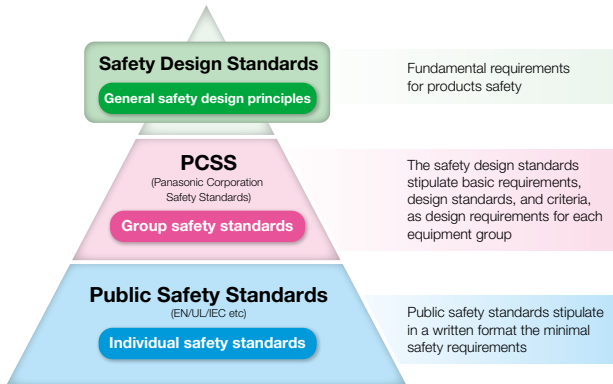 Safety Design Standards
General safety design principles
Fundamental requirements
for products safety
PCSS
(Panasonic Corporation
Safety Standards)
Group safety standards
The safety design standards
stipulate basic requirements,
design standards, and criteria,
as design requirements for each
equipment group
Public Safety Standards
(EN/UL/IEC etc)
Individual safety standards
Public safety standards stipulate
in a written format the minimal
safety requirements